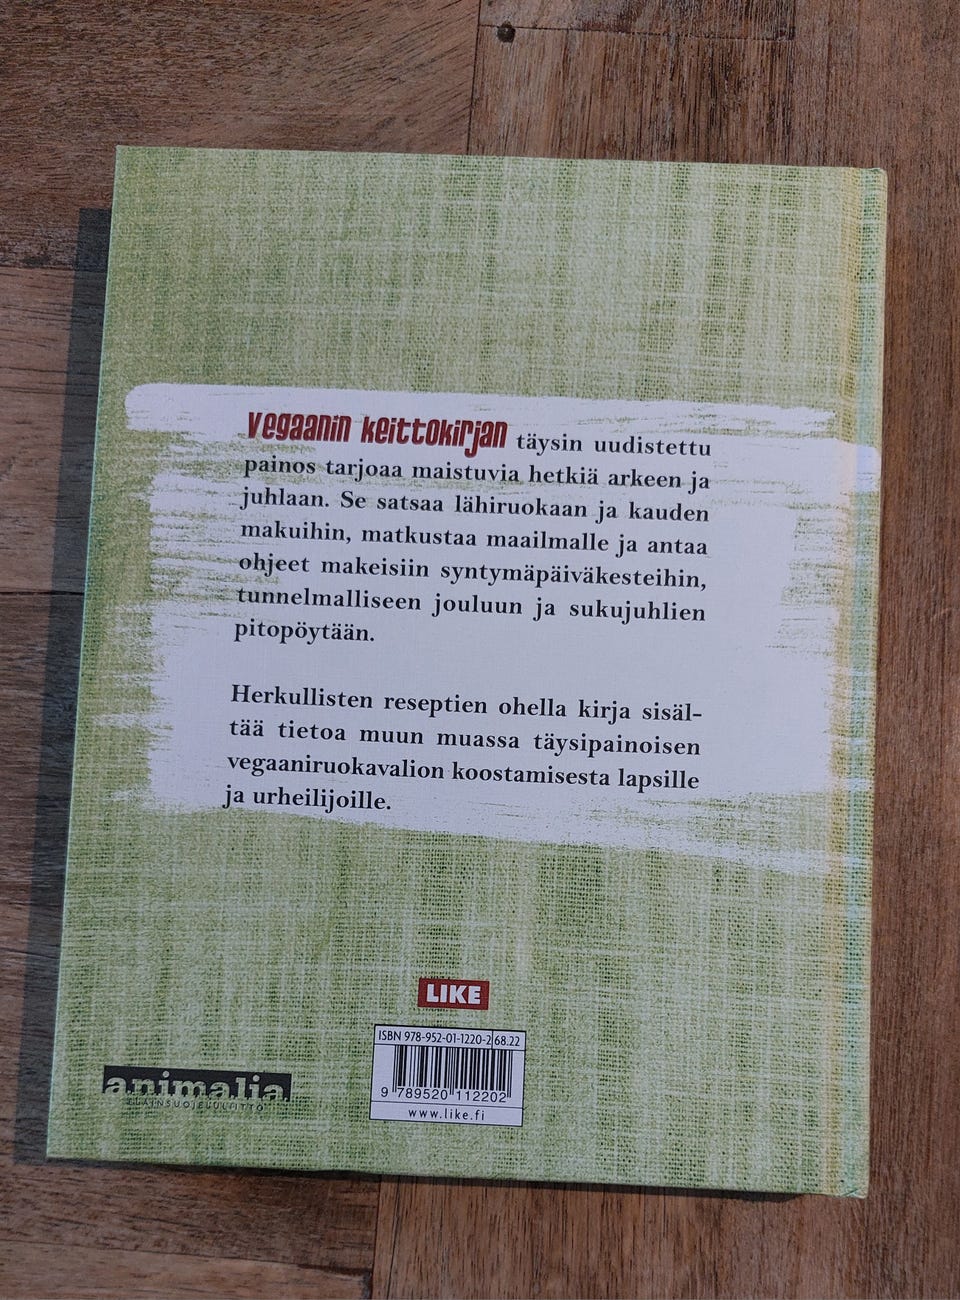 Vegaanin keittokirjan täysin uudistettu
painos tarjoaa maistuvia hetkiä arkeen ja
juhlaan. Se satsaa lähiruokaan ja kauden
makuihin, matkustaa maailmalle ja antaa
ohjeet makeisiin syntymäpäiväkesteihin,
tunnelmalliseen jouluun ja sukujuhlien
pitopöytään.
Herkullisten reseptien ohella kirja sisäl-
tää tietoa muun muassa täysipainoisen
vegaaniruokavalion koostamisesta lapsille
ja urheilijoille.
LIKE
ISBN 978-952-01-1220-2 68.22
9 789520 112202
www.like.fi
animalia
ELÄINSUOJELULIITTO